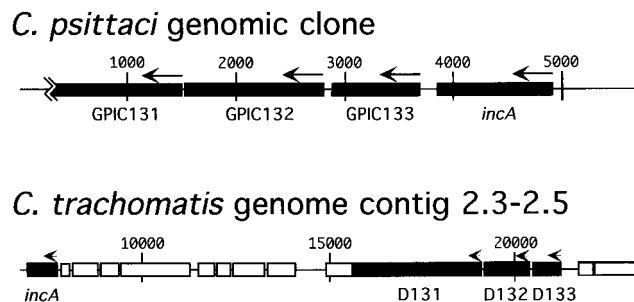 C. psittaci genomic clone
1000 2000 3000 4000 5000
GPIC131 GPIC132 GPIC133 incA
C. trachomatis genome contig 2.3-2.5
10000 15000 20000
incA D131 D132 D133